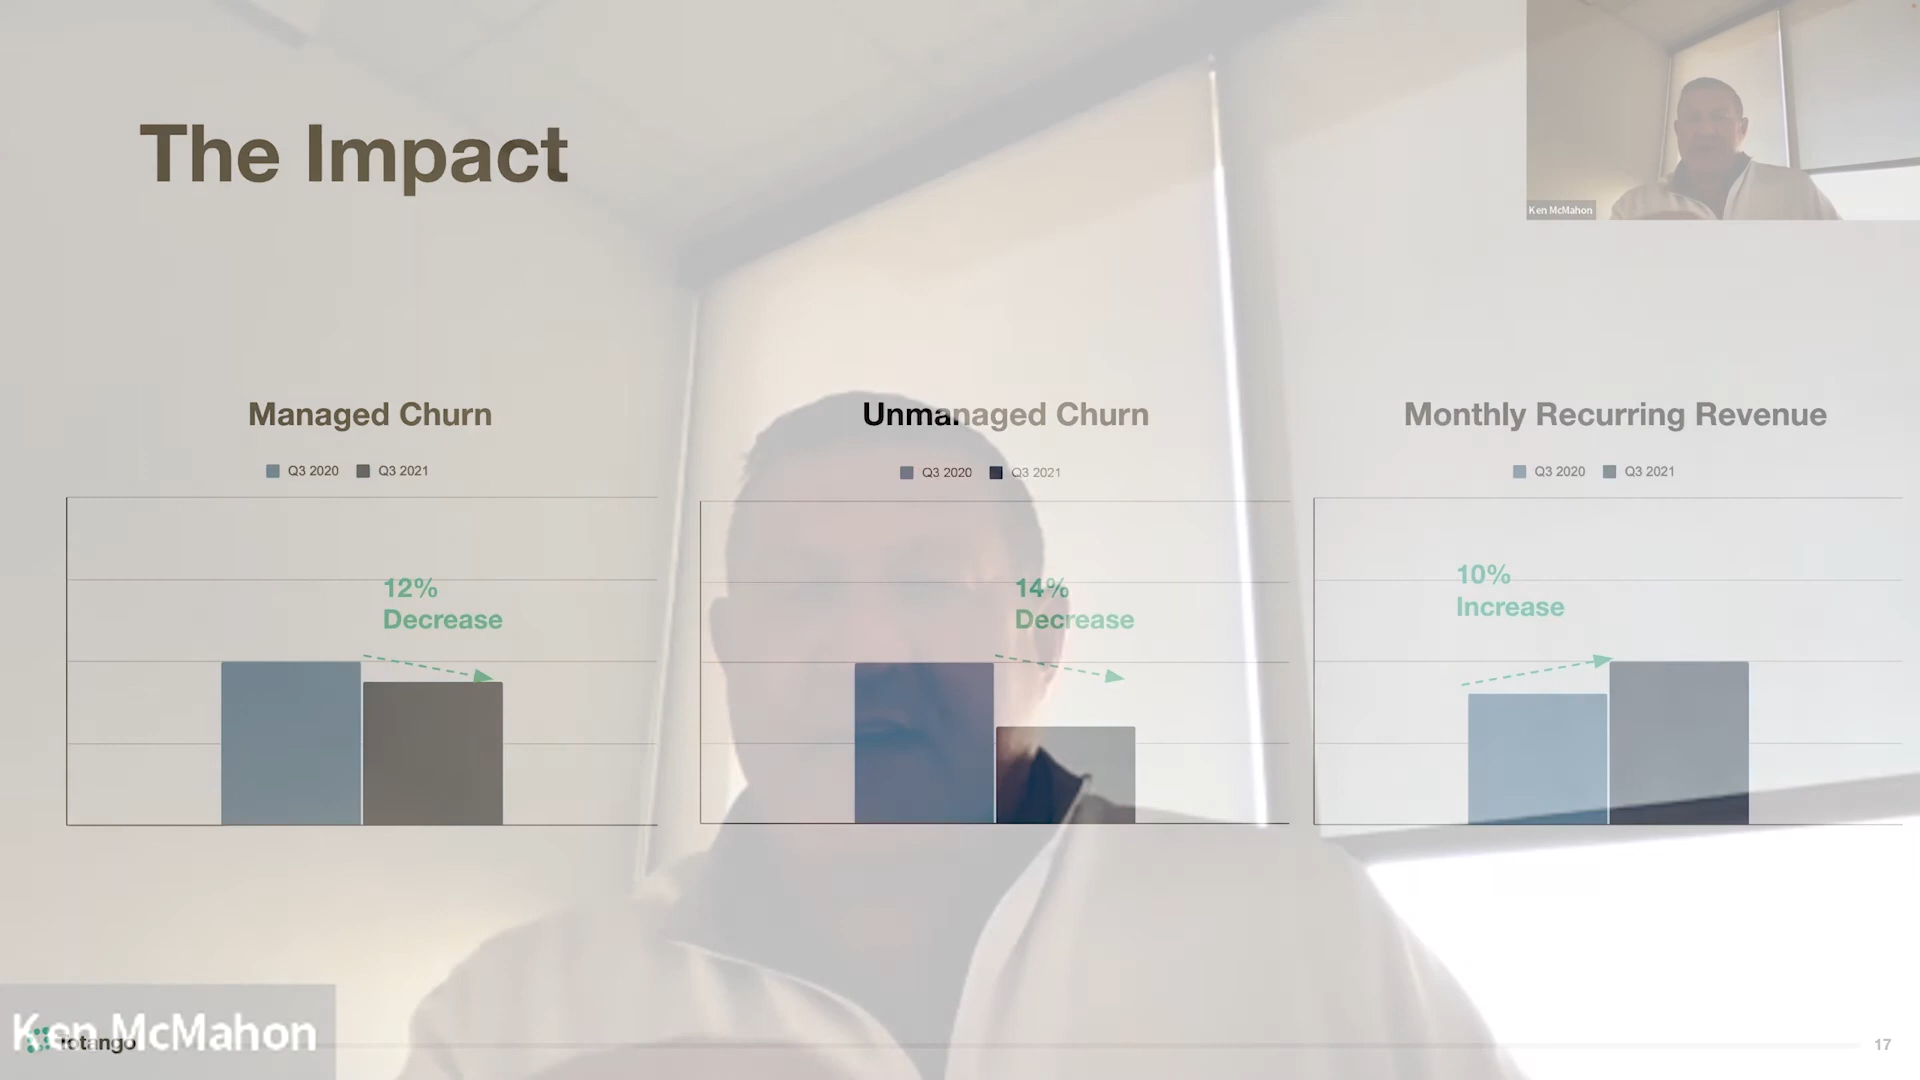 The Impact
Ken McMahon
Managed Churn
Q3 2020 Q3 2021
12%
Decrease
Unmanaged Churn
Q3 2020 Q3 2021
14%
Decrease
Monthly Recurring Revenue
Q3 2020 Q3 2021
10%
Increase
Ken McMahon
Totango
17